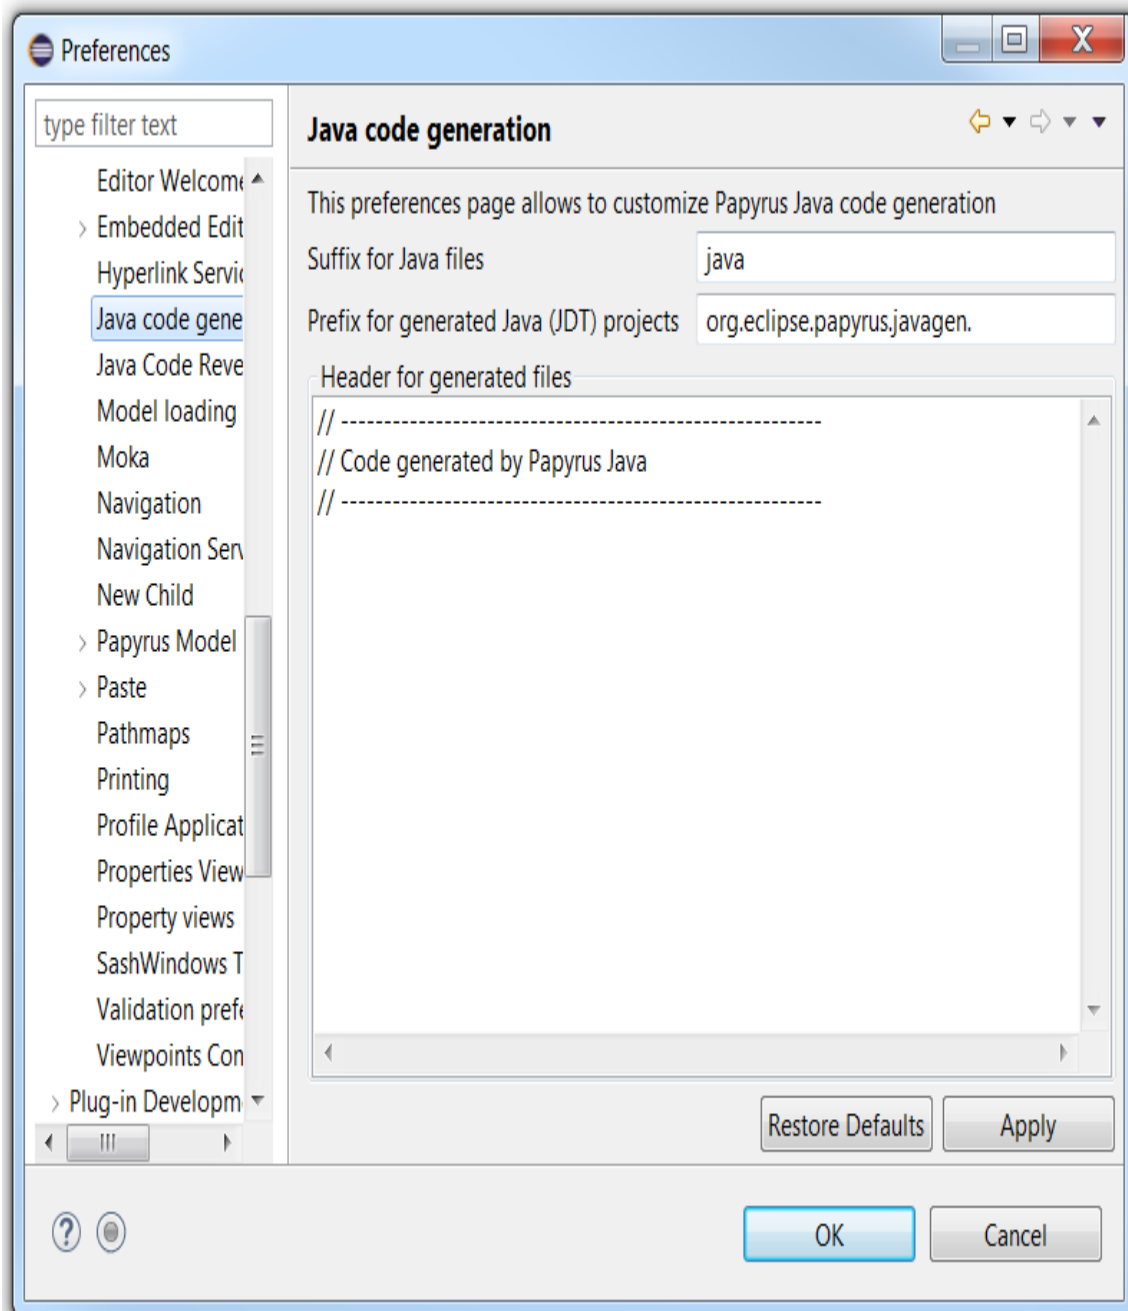 Preferences
type filter text
Editor Welcome
Embedded Edit
Hyperlink Servic
Java code gene
Java Code Reve
Model loading
Moka
Navigation
Navigation Serv
New Child
Papyrus Model
Paste
Pathmaps
Printing
Profile Applicat
Properties View
Property views
SashWindows T
Validation prefe
Viewpoints Con
Plug-in Developm
Java code generation
This preferences page allows to customize Papyrus Java code generation
Suffix for Java files
java
Prefix for generated Java (JDT) projects
org.eclipse.papyrus.javagen.
Header for generated files
// --------------------------------------------------------
// Code generated by Papyrus Java
// --------------------------------------------------------
Restore Defaults
Apply
OK
Cancel